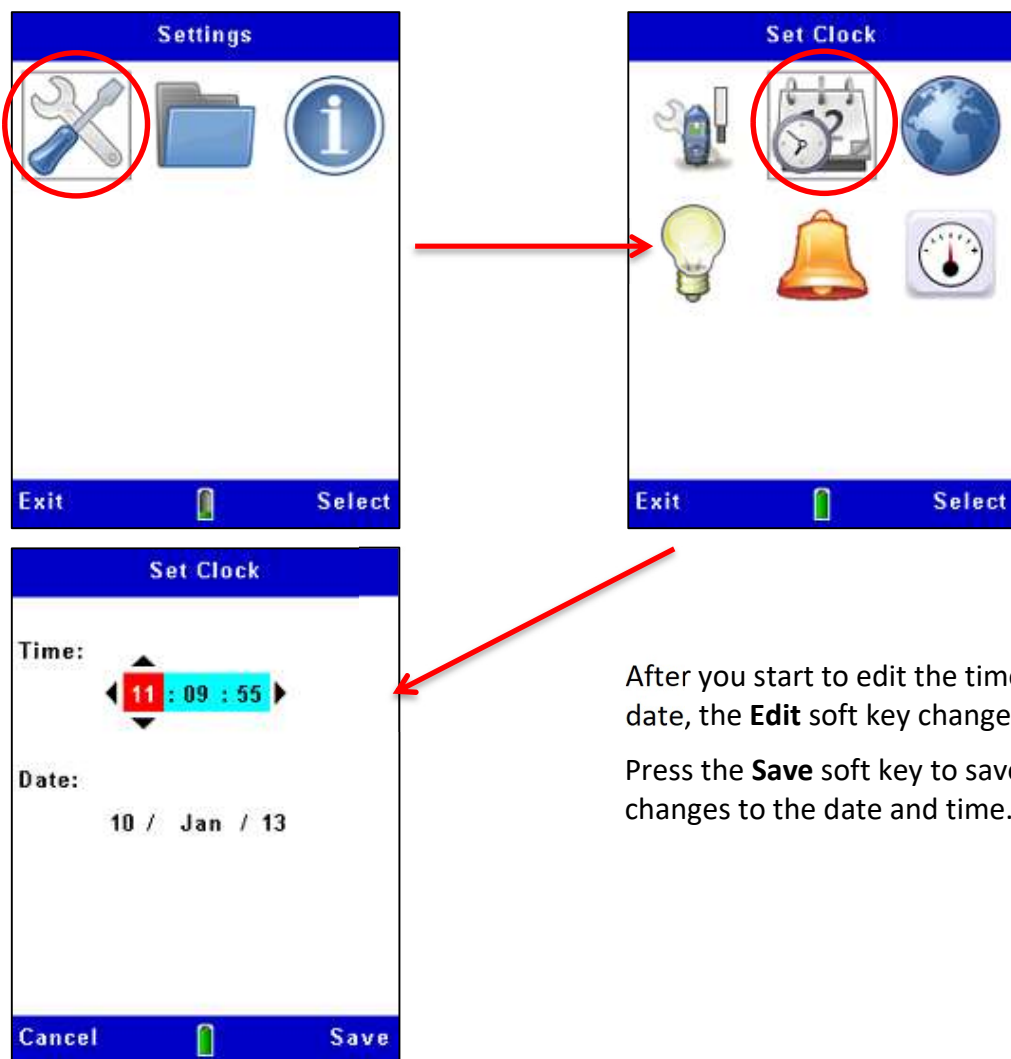 Settings
Exit Select
Set Clock
12
Exit Select
Set Clock
Time:
11 : 09 : 55
Date:
10 / Jan / 13
Cancel Save
After you start to edit the time
date, the Edit soft key change
Press the Save soft key to save
changes to the date and time.